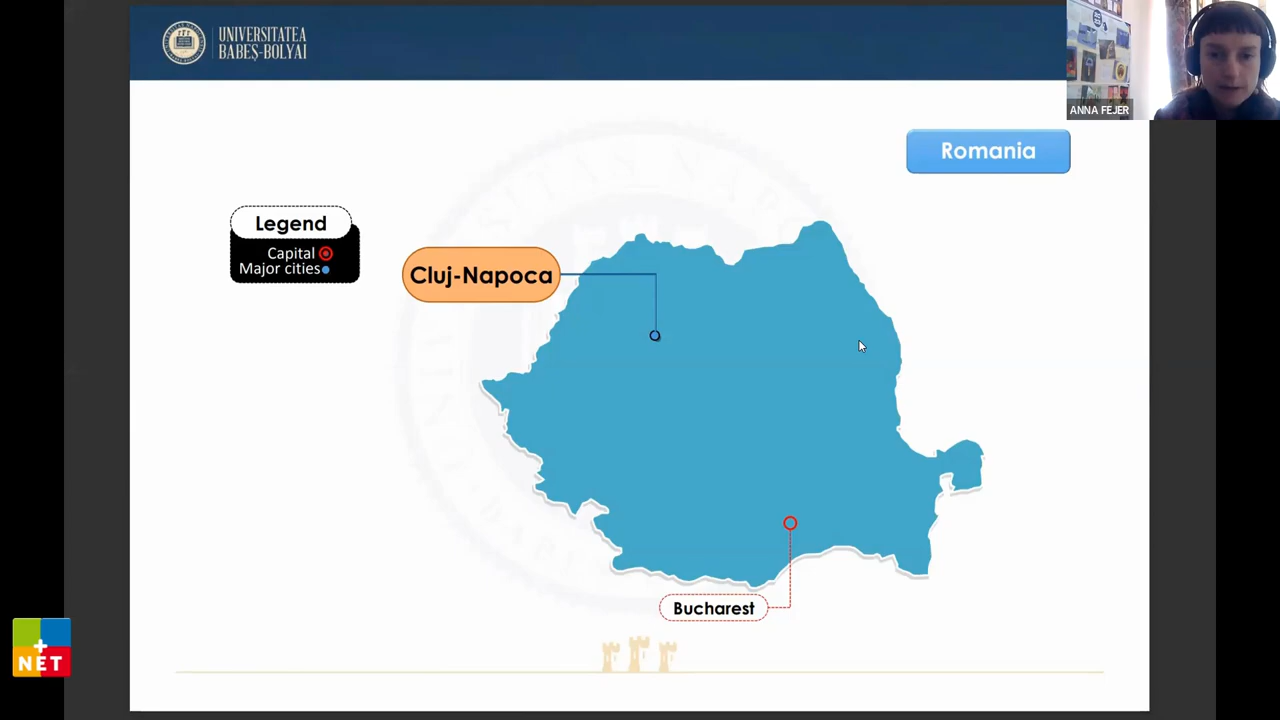 UNIVERSITATEA
BABEȘ-BOLYAI
ANNA FEJER
Romania
Legend
Capital
Major cities
Cluj-Napoca
Bucharest
+
NET